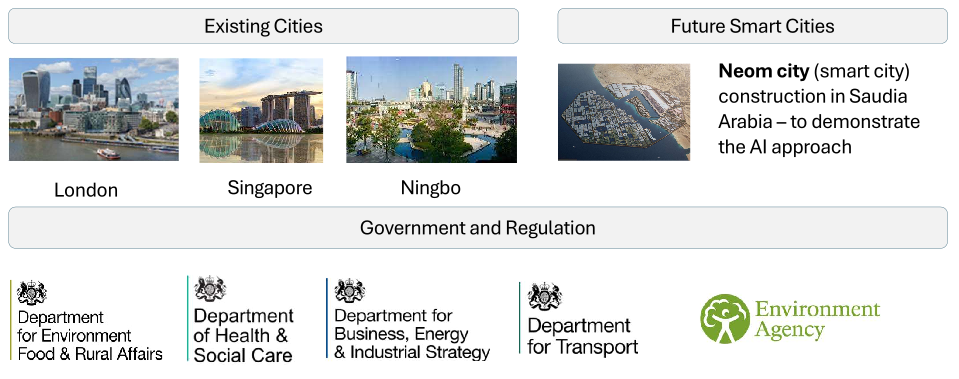 Existing Cities
Future Smart Cities
Neom city (smart city)
construction in Saudia
Arabia – to demonstrate
the AI approach
London
Singapore
Ningbo
Government and Regulation
Department
for Environment
Food & Rural Affairs
Department
of Health &
Social Care
Department for
Business, Energy
& Industrial Strategy
Department
for Transport
Environment
Agency